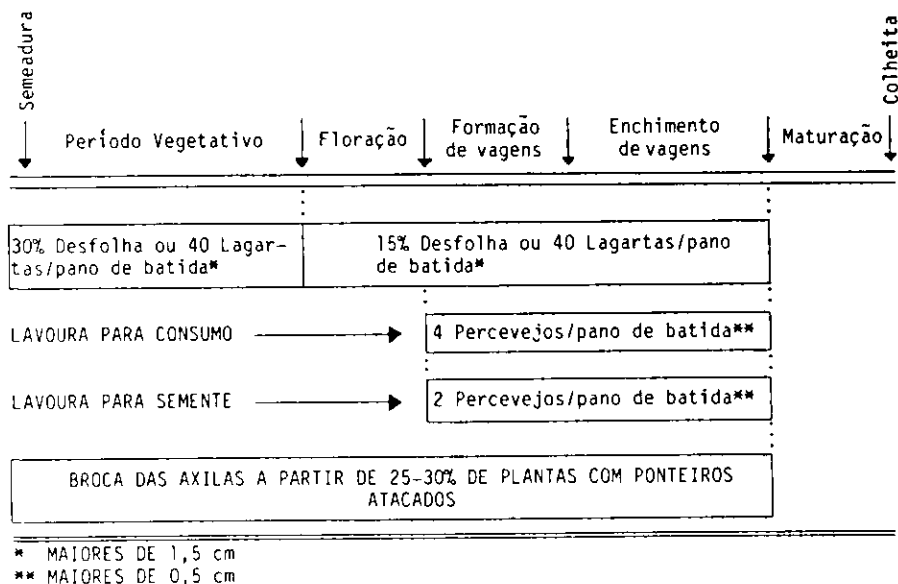 Semeadura
Colheita
Período Vegetativo
Floração
Formação
de vagens
Enchimento
de vagens
Maturação
30% Desfolha ou 40 Lagar-
tas/pano de batida*
15% Desfolha ou 40 Lagartas/pano
de batida*
LAVOURA PARA CONSUMO
4 Percevejos/pano de batida**
LAVOURA PARA SEMENTE
2 Percevejos/pano de batida**
BROCA DAS AXILAS A PARTIR DE 25-30% DE PLANTAS COM PONTEIROS
ATACADOS
* MAIORES DE 1,5 cm
** MAIORES DE 0,5 cm